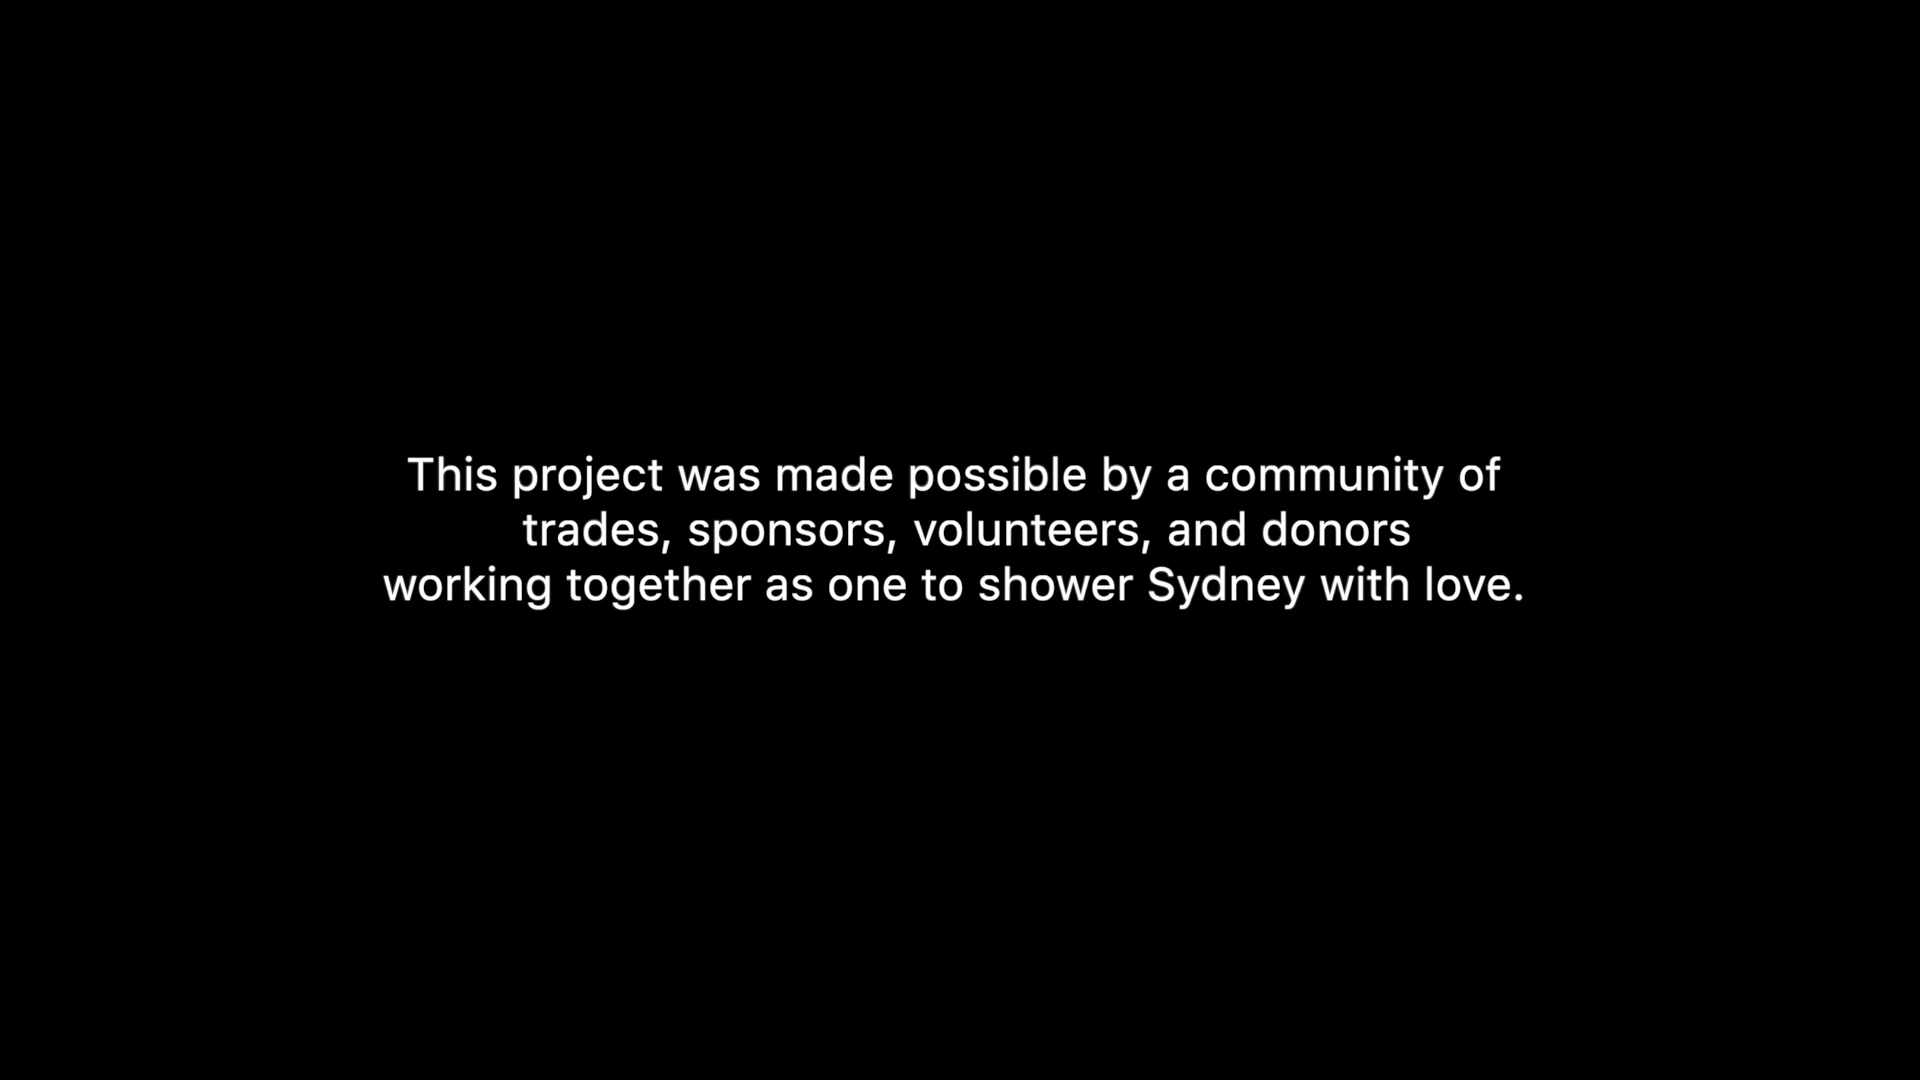 This project was made possible by a community of
trades, sponsors, volunteers, and donors
working together as one to shower Sydney with love.